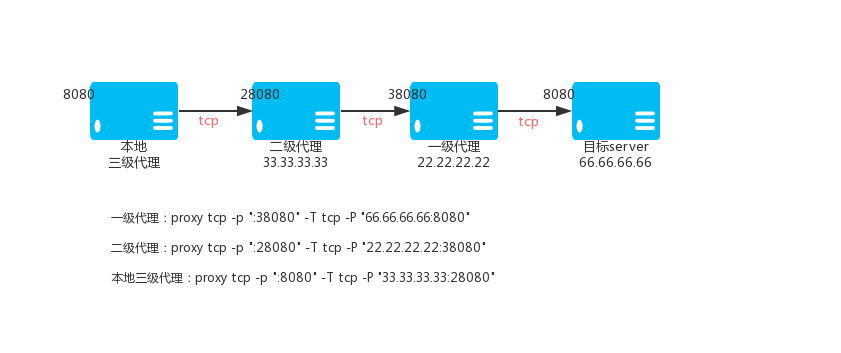 8080
28080
38080
8080
tcp
tcp
tcp
本地
三级代理
二级代理
33.33.33.33
一级代理
22.22.22.22
目标server
66.66.66.66
一级代理：proxy tcp -p ":38080" -T tcp -P "66.66.66.66:8080"
二级代理：proxy tcp -p ":28080" -T tcp -P "22.22.22.22:38080"
本地三级代理：proxy tcp -p ":8080" -T tcp -P "33.33.33.33:28080"